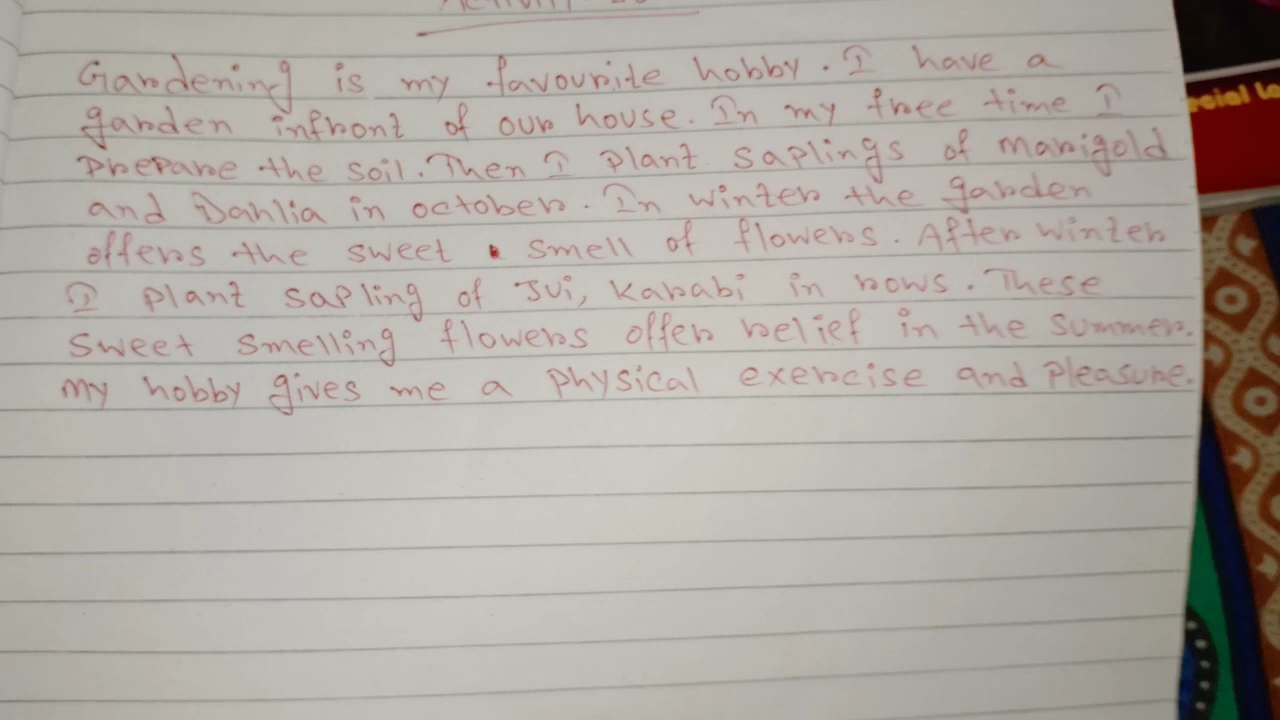 Gardening is my favourite hobby. I have a
garden infront of our house. In my free time I
prepare the soil. Then I plant saplings of marigold
and Dahlia in october. In winter the garden
offers the sweet smell of flowers. After winter
I plant sapling of Jui, Karabi in rows. These
sweet smelling flowers offer relief in the summer.
my hobby gives me a physical exercise and pleasure.